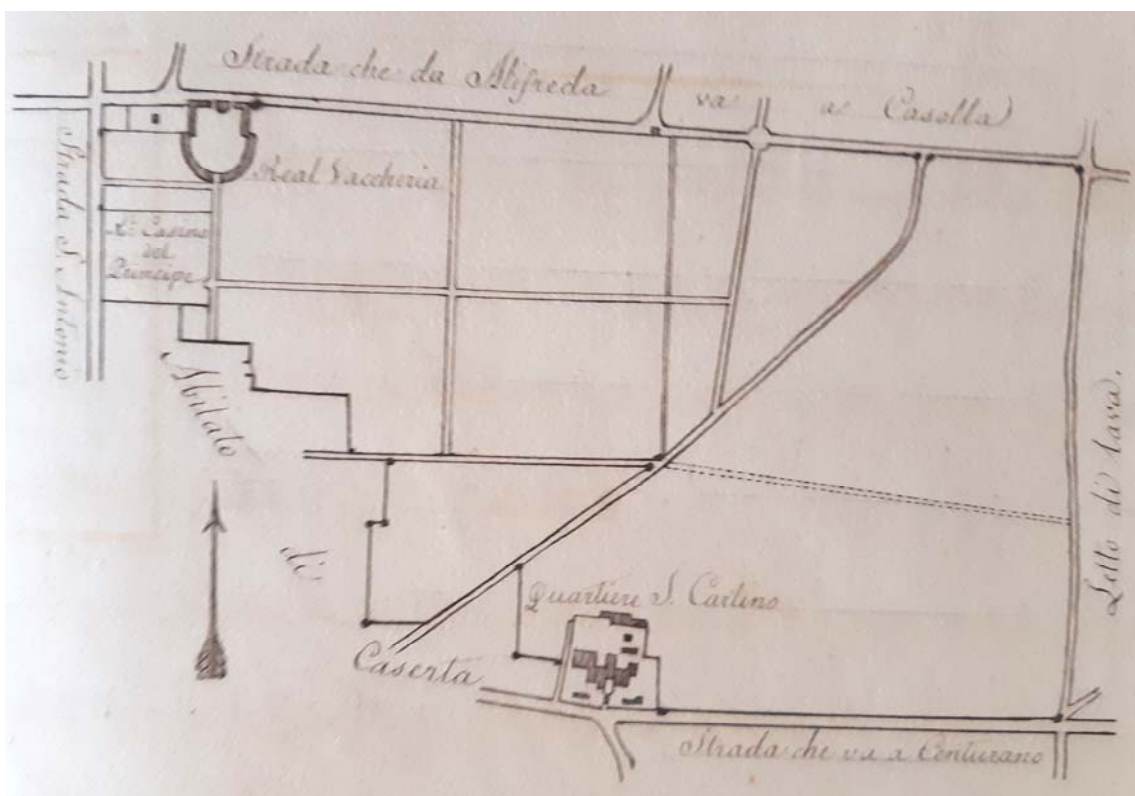 Strada che da Alifreda va a Casolla
Strada S. Antonio
Real Vaccheria
Rl. Casino
del
Principe
Abitato
di
Caserta
Quartiere S. Carlino
Letto di Lava.
Strada che va a Centurano